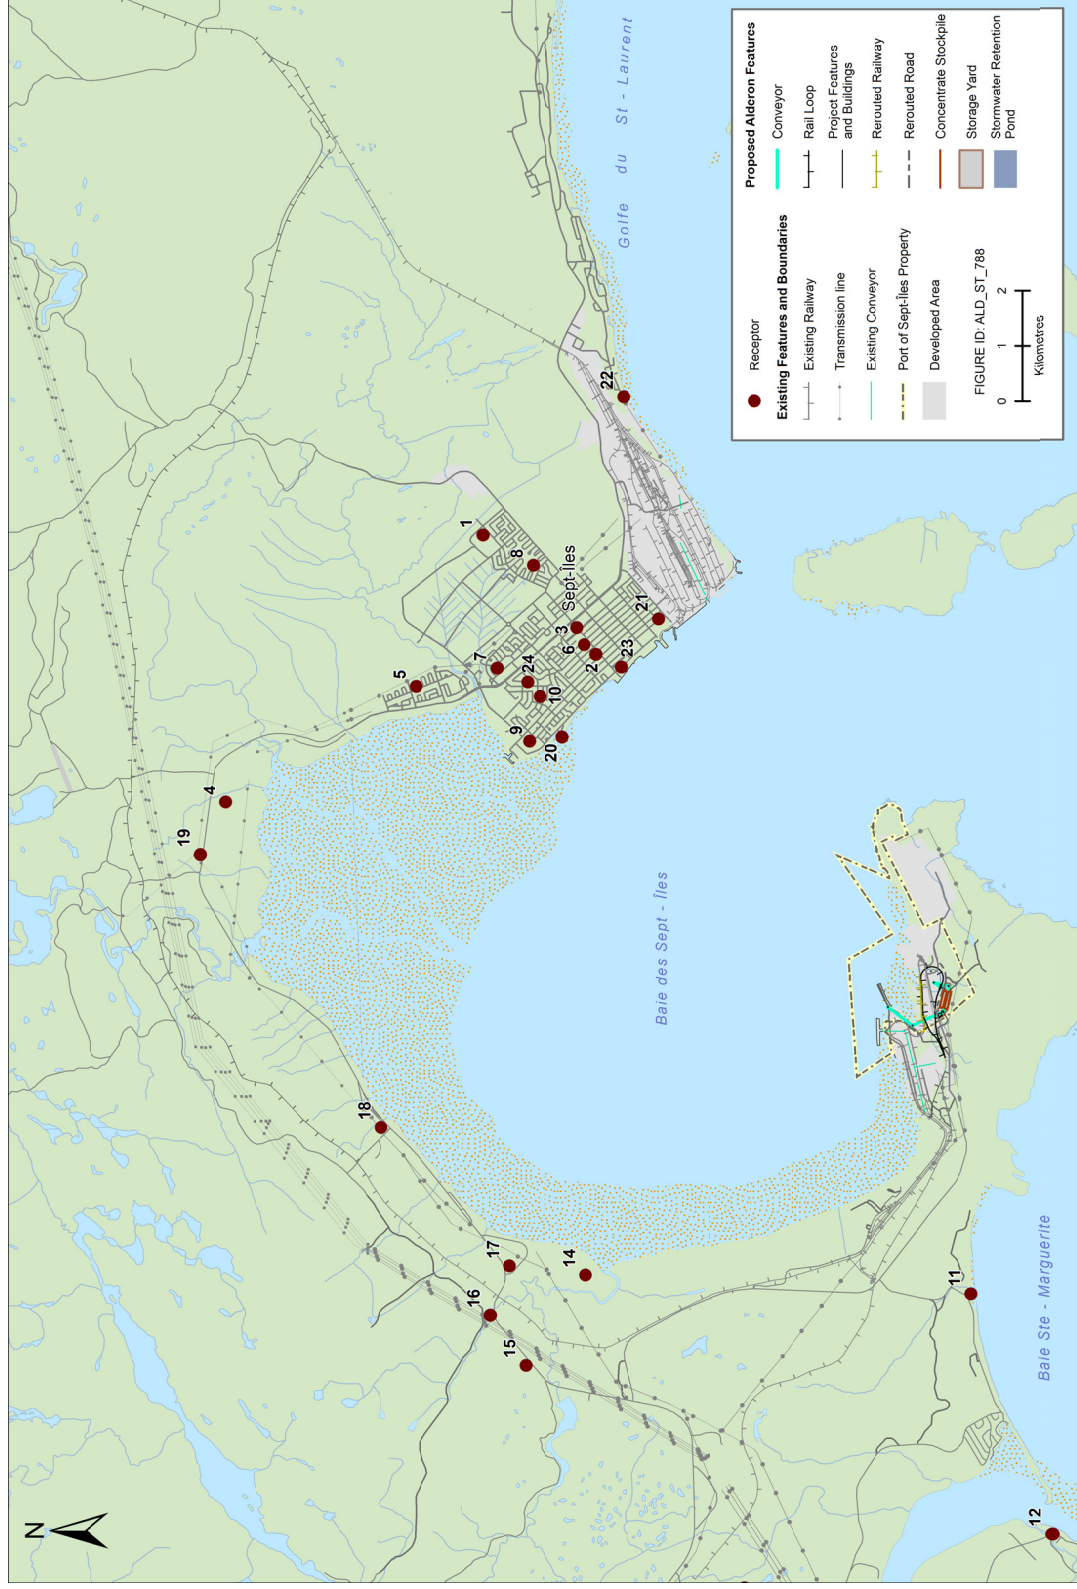 N
Golfe du St - Laurent
Baie des Sept - Îles
Baie Ste - Marguerite
Sept-Îles
1
2
3
4
5
6
7
8
9
10
11
12
14
15
16
17
18
19
20
21
22
23
24
Receptor
Existing Features and Boundaries
Existing Railway
Transmission line
Existing Conveyor
Port of Sept-Îles Property
Developed Area
FIGURE ID: ALD_ST_788
0 1 2
Kilometres
Proposed Alderon Features
Conveyor
Rail Loop
Project Features
and Buildings
Rerouted Railway
Rerouted Road
Concentrate Stockpile
Storage Yard
Stormwater Retention
Pond